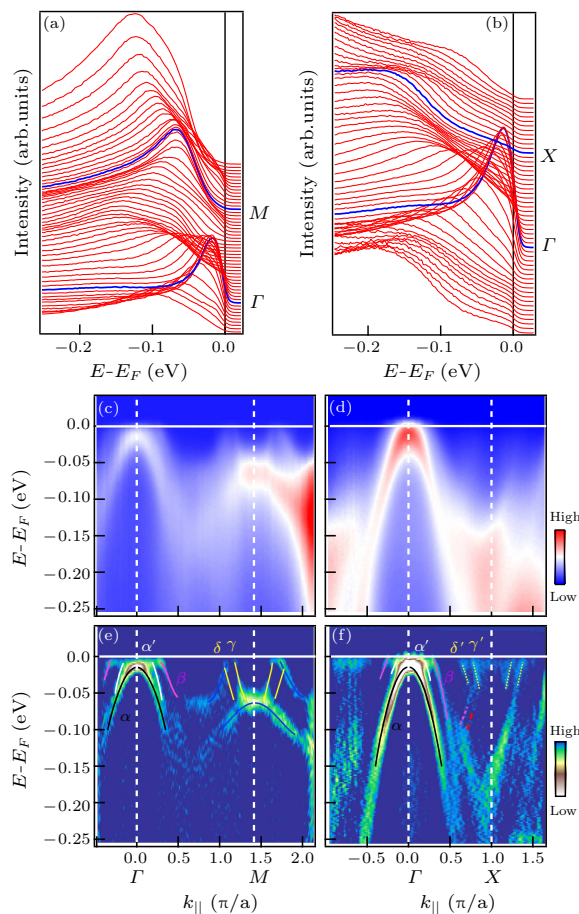 (a)
(b)
Intensity (arb.units)
Intensity (arb.units)
M
Γ
X
Γ
−0.2
−0.1
0.0
−0.2
−0.1
0.0
E-E_F (eV)
E-E_F (eV)
(c)
(d)
0.0
−0.05
−0.10
−0.15
−0.20
−0.25
E-E_F (eV)
High
Low
(e)
α′
δ γ
β
α
(f)
α′
δ′ γ′
β
α
0.0
−0.05
−0.10
−0.15
−0.20
−0.25
E-E_F (eV)
High
Low
0.0
0.5
1.0
1.5
2.0
−0.5
0.0
0.5
1.0
1.5
Γ
M
Γ
X
k_|| (π/a)
k_|| (π/a)